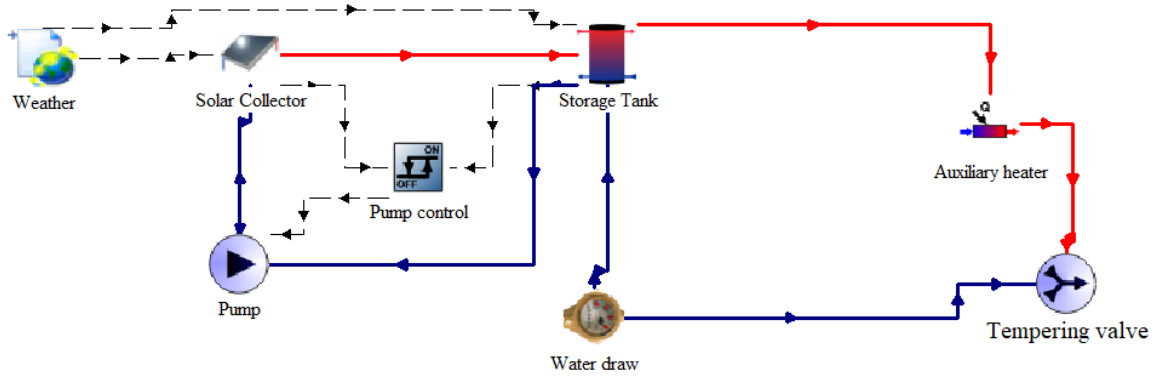 Weather
Solar Collector
Storage Tank
Q
Auxiliary heater
ON
OFF
Pump control
Pump
Water draw
Tempering valve